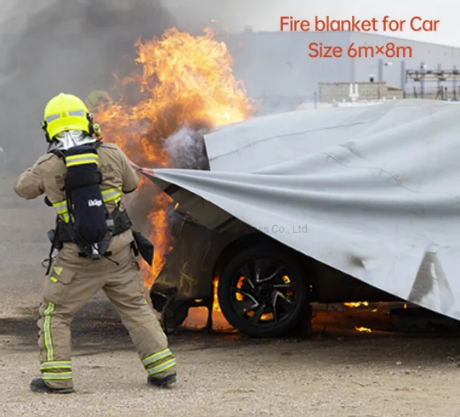 Fire blanket for Car
Size 6m×8m
Co., Ltd